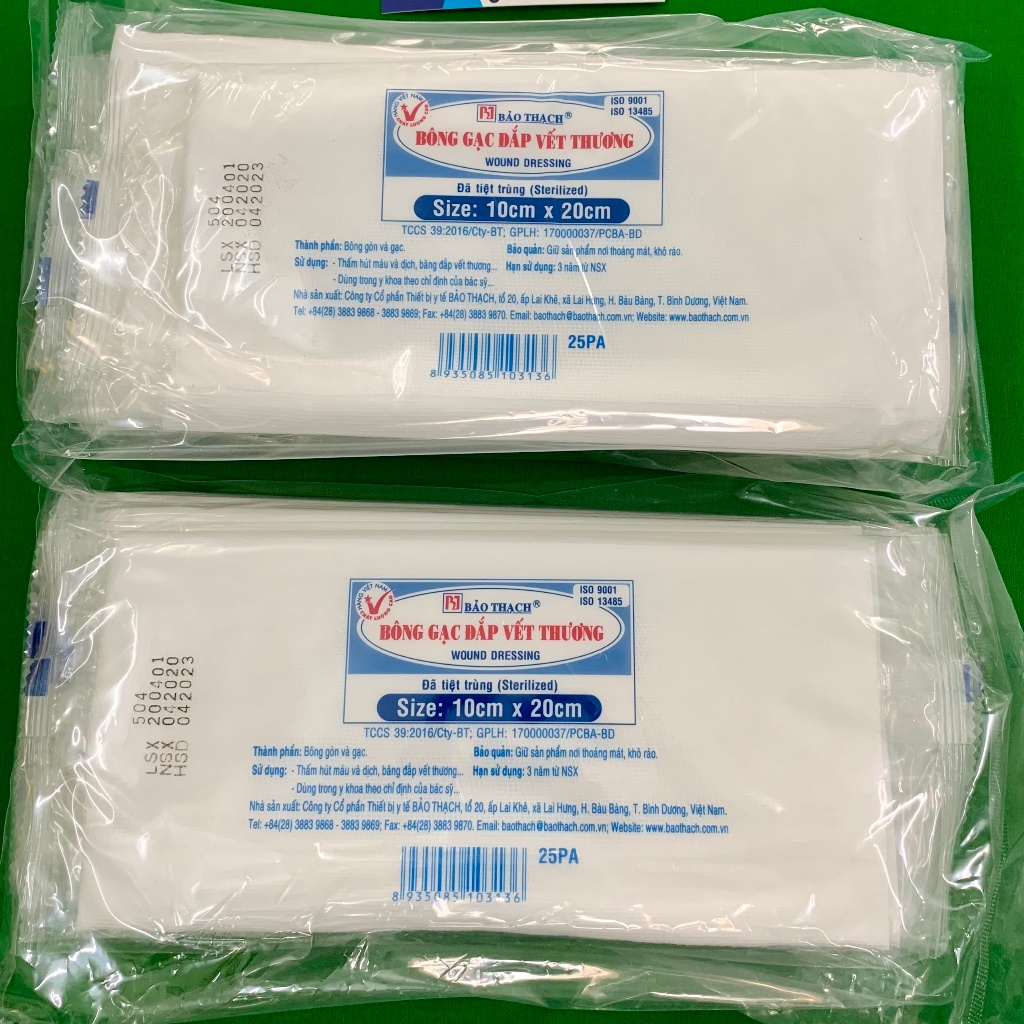 HÀNG VIỆT NAM
CHẤT LƯỢNG CAO
BẢO THẠCH®
ISO 9001
ISO 13485
BÔNG GẠC ĐẮP VẾT THƯƠNG
WOUND DRESSING
Đã tiệt trùng (Sterilized)
Size: 10cm x 20cm
TCCS 39:2016/Cty-BT; GPLH: 170000037/PCBA-BD
Thành phần: Bông gòn và gạc. Bảo quản: Giữ sản phẩm nơi thoáng mát, khô ráo.
Sử dụng: - Thấm hút máu và dịch, băng đắp vết thương... Hạn sử dụng: 3 năm từ NSX
- Dùng trong y khoa theo chỉ định của bác sỹ...
Nhà sản xuất: Công ty Cổ phần Thiết bị y tế BẢO THẠCH, tổ 20, ấp Lai Khê, xã Lai Hưng, H. Bàu Bàng, T. Bình Dương, Việt Nam.
Tel: +84(28) 3883 9868 - 3883 9869; Fax: +84(28) 3883 9870. Email: baothach@baothach.com.vn; Website: www.baothach.com.vn
25PA
8 935085 103136
504
LSX 200401
NSX 042020
HSD 042023
HÀNG VIỆT NAM
CHẤT LƯỢNG CAO
BẢO THẠCH®
ISO 9001
ISO 13485
BÔNG GẠC ĐẮP VẾT THƯƠNG
WOUND DRESSING
Đã tiệt trùng (Sterilized)
Size: 10cm x 20cm
TCCS 39:2016/Cty-BT; GPLH: 170000037/PCBA-BD
Thành phần: Bông gòn và gạc. Bảo quản: Giữ sản phẩm nơi thoáng mát, khô ráo.
Sử dụng: - Thấm hút máu và dịch, băng đắp vết thương... Hạn sử dụng: 3 năm từ NSX
- Dùng trong y khoa theo chỉ định của bác sỹ...
Nhà sản xuất: Công ty Cổ phần Thiết bị y tế BẢO THẠCH, tổ 20, ấp Lai Khê, xã Lai Hưng, H. Bàu Bàng, T. Bình Dương, Việt Nam.
Tel: +84(28) 3883 9868 - 3883 9869; Fax: +84(28) 3883 9870. Email: baothach@baothach.com.vn; Website: www.baothach.com.vn
25PA
8 935085 103136
504
LSX 200401
NSX 042020
HSD 042023